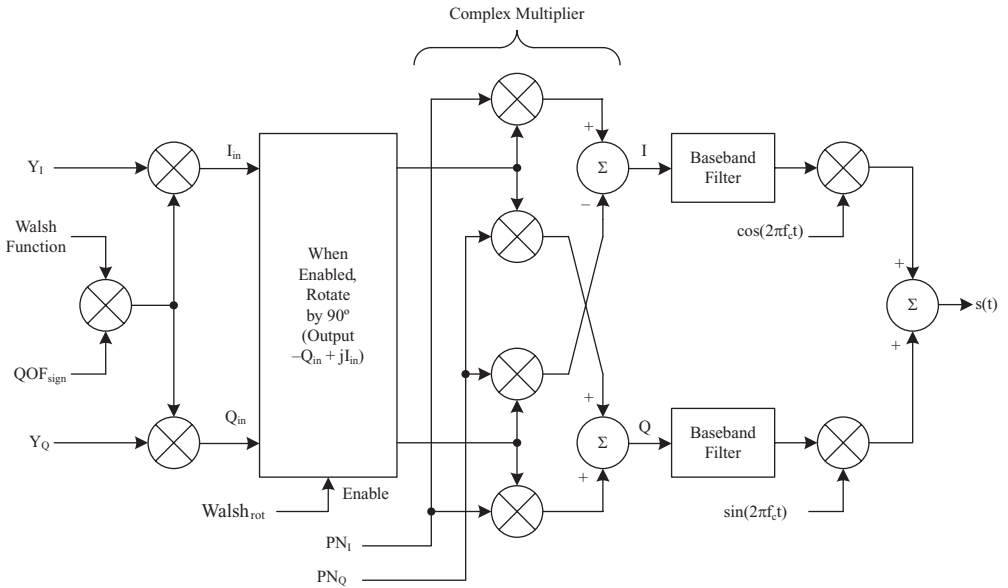 Complex Multiplier
Y_I
I_in
Walsh
Function
QOF_sign
Y_Q
Q_in
When
Enabled,
Rotate
by 90º
(Output
–Q_in + jI_in)
Walsh_rot
Enable
PN_I
PN_Q
+
Σ
–
I
Baseband
Filter
cos(2πf_ct)
+
Σ
+
s(t)
+
Σ
+
Q
Baseband
Filter
sin(2πf_ct)